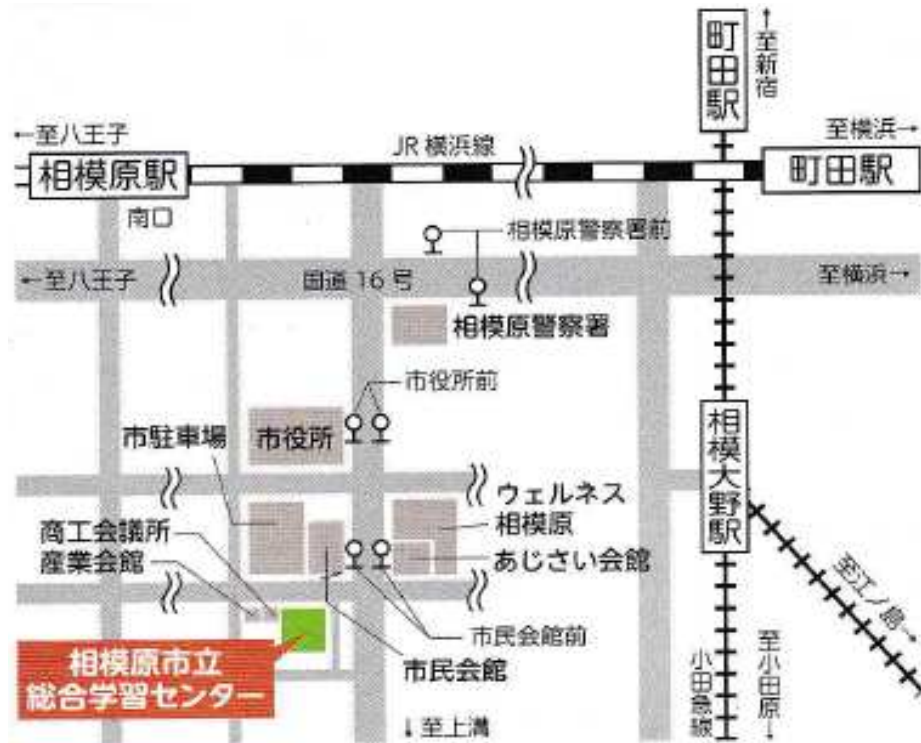 ↑至新宿
町田駅
←至八王子
JR 横浜線
至横浜→
相模原駅
町田駅
南口
相模原警察署前
←至八王子
国道 16 号
至横浜→
相模原警察署
市役所前
市駐車場
市役所
相模大野駅
ウェルネス
相模原
商工会議所
産業会館
あじさい会館
至江ノ島→
市民会館前
相模原市立
総合学習センター
市民会館
小田急線
至小田原→
↓至上溝